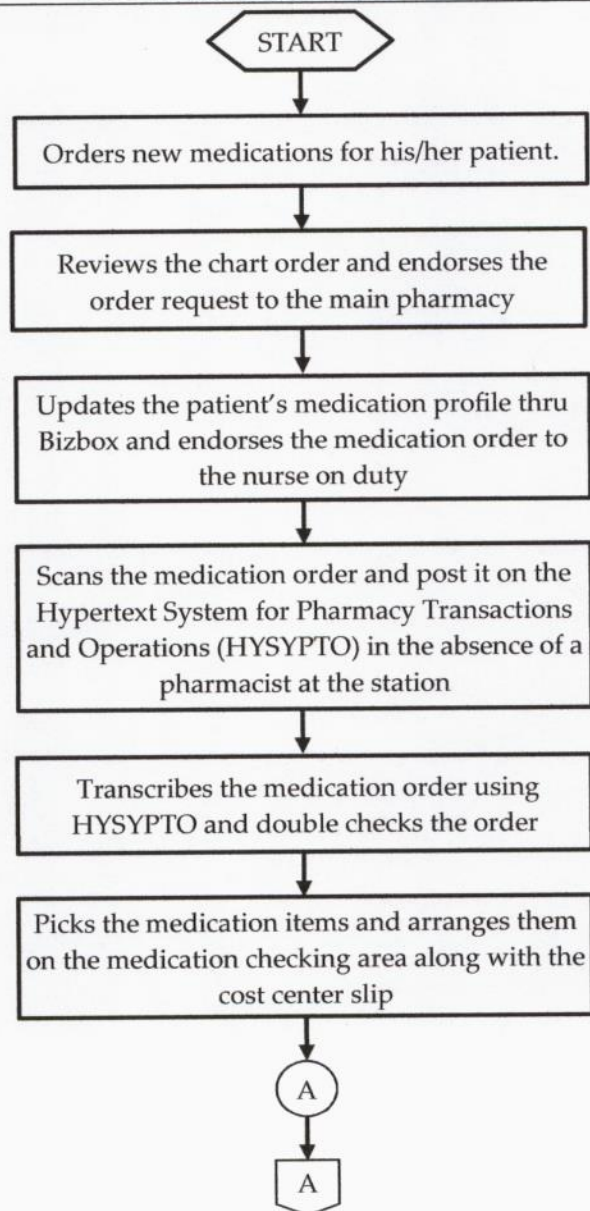 START
Orders new medications for his/her patient.
Reviews the chart order and endorses the
order request to the main pharmacy
Updates the patient's medication profile thru
Bizbox and endorses the medication order to
the nurse on duty
Scans the medication order and post it on the
Hypertext System for Pharmacy Transactions
and Operations (HYSYPTO) in the absence of a
pharmacist at the station
Transcribes the medication order using
HYSYPTO and double checks the order
Picks the medication items and arranges them
on the medication checking area along with the
cost center slip
A
A